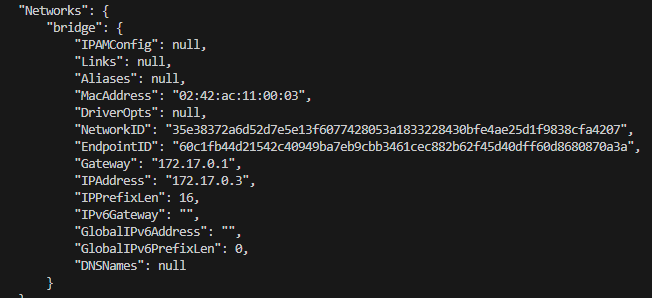 "Networks": {
"bridge": {
"IPAMConfig": null,
"Links": null,
"Aliases": null,
"MacAddress": "02:42:ac:11:00:03",
"DriverOpts": null,
"NetworkID": "35e38372a6d52d7e5e13f6077428053a1833228430bfe4ae25d1f9838cfa4207",
"EndpointID": "60c1fb44d21542c40949ba7eb9cbb3461cec882b62f45d40dff60d8680870a3a",
"Gateway": "172.17.0.1",
"IPAddress": "172.17.0.3",
"IPPrefixLen": 16,
"IPv6Gateway": "",
"GlobalIPv6Address": "",
"GlobalIPv6PrefixLen": 0,
"DNSNames": null
}
}